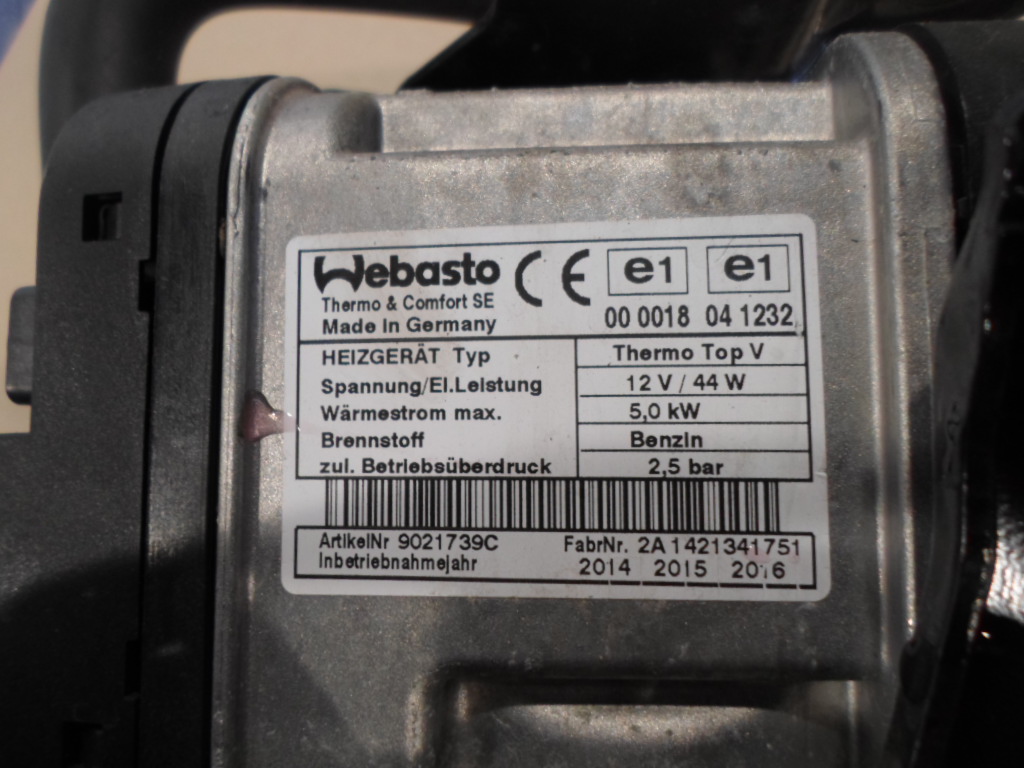 Webasto CE e1 e1
Thermo & Comfort SE
Made In Germany 00 0018 04 1232
HEIZGERÄT Typ Thermo Top V
Spannung/El.Leistung 12 V / 44 W
Wärmestrom max. 5,0 kW
Brennstoff Benzin
zul. Betriebsüberdruck 2,5 bar
ArtikelNr 9021739C FabrNr. 2A1421341751
Inbetriebnahmejahr 2014 2015 2016